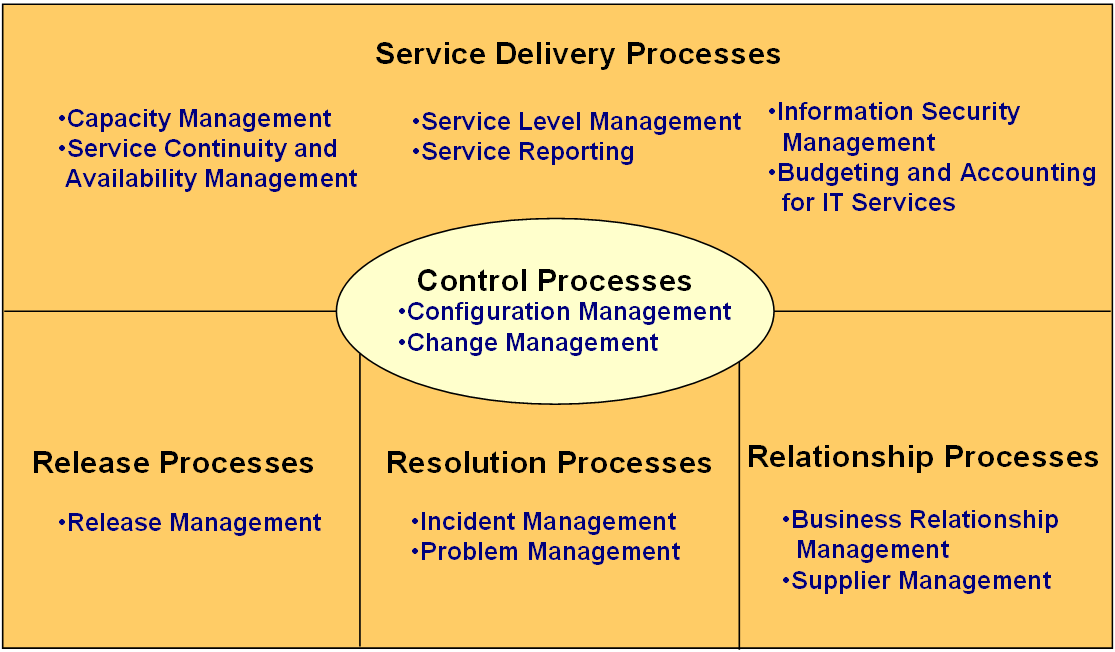 Service Delivery Processes
•Capacity Management
•Service Continuity and
Availability Management
•Service Level Management
•Service Reporting
•Information Security
Management
•Budgeting and Accounting
for IT Services
Control Processes
•Configuration Management
•Change Management
Release Processes
•Release Management
Resolution Processes
•Incident Management
•Problem Management
Relationship Processes
•Business Relationship
Management
•Supplier Management